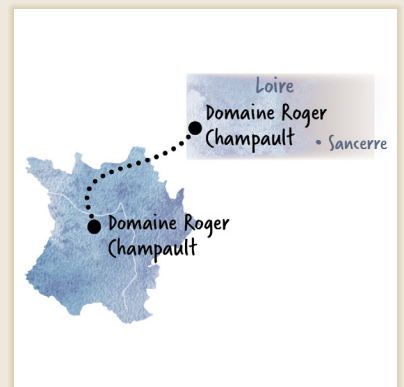 Loire
Domaine Roger
Champault
• Sancerre
Domaine Roger
Champault